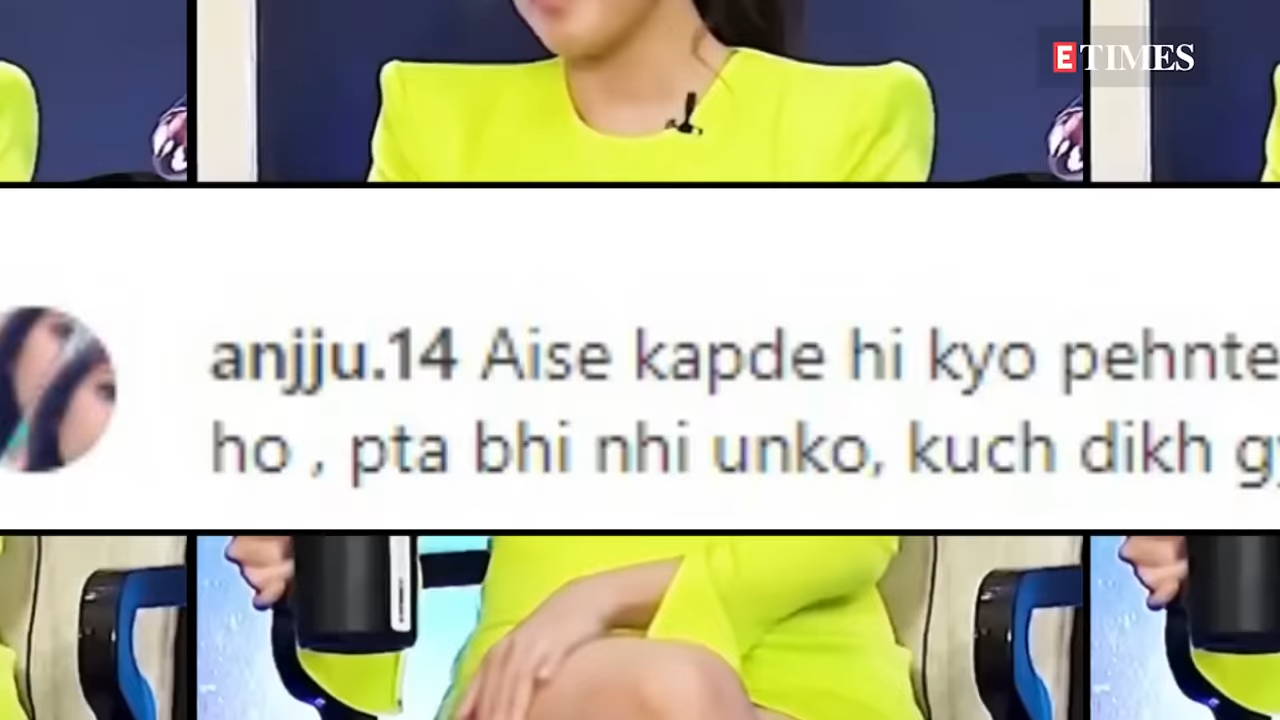 ETIMES
anjju.14 Aise kapde hi kyo pehnte
ho , pta bhi nhi unko, kuch dikh